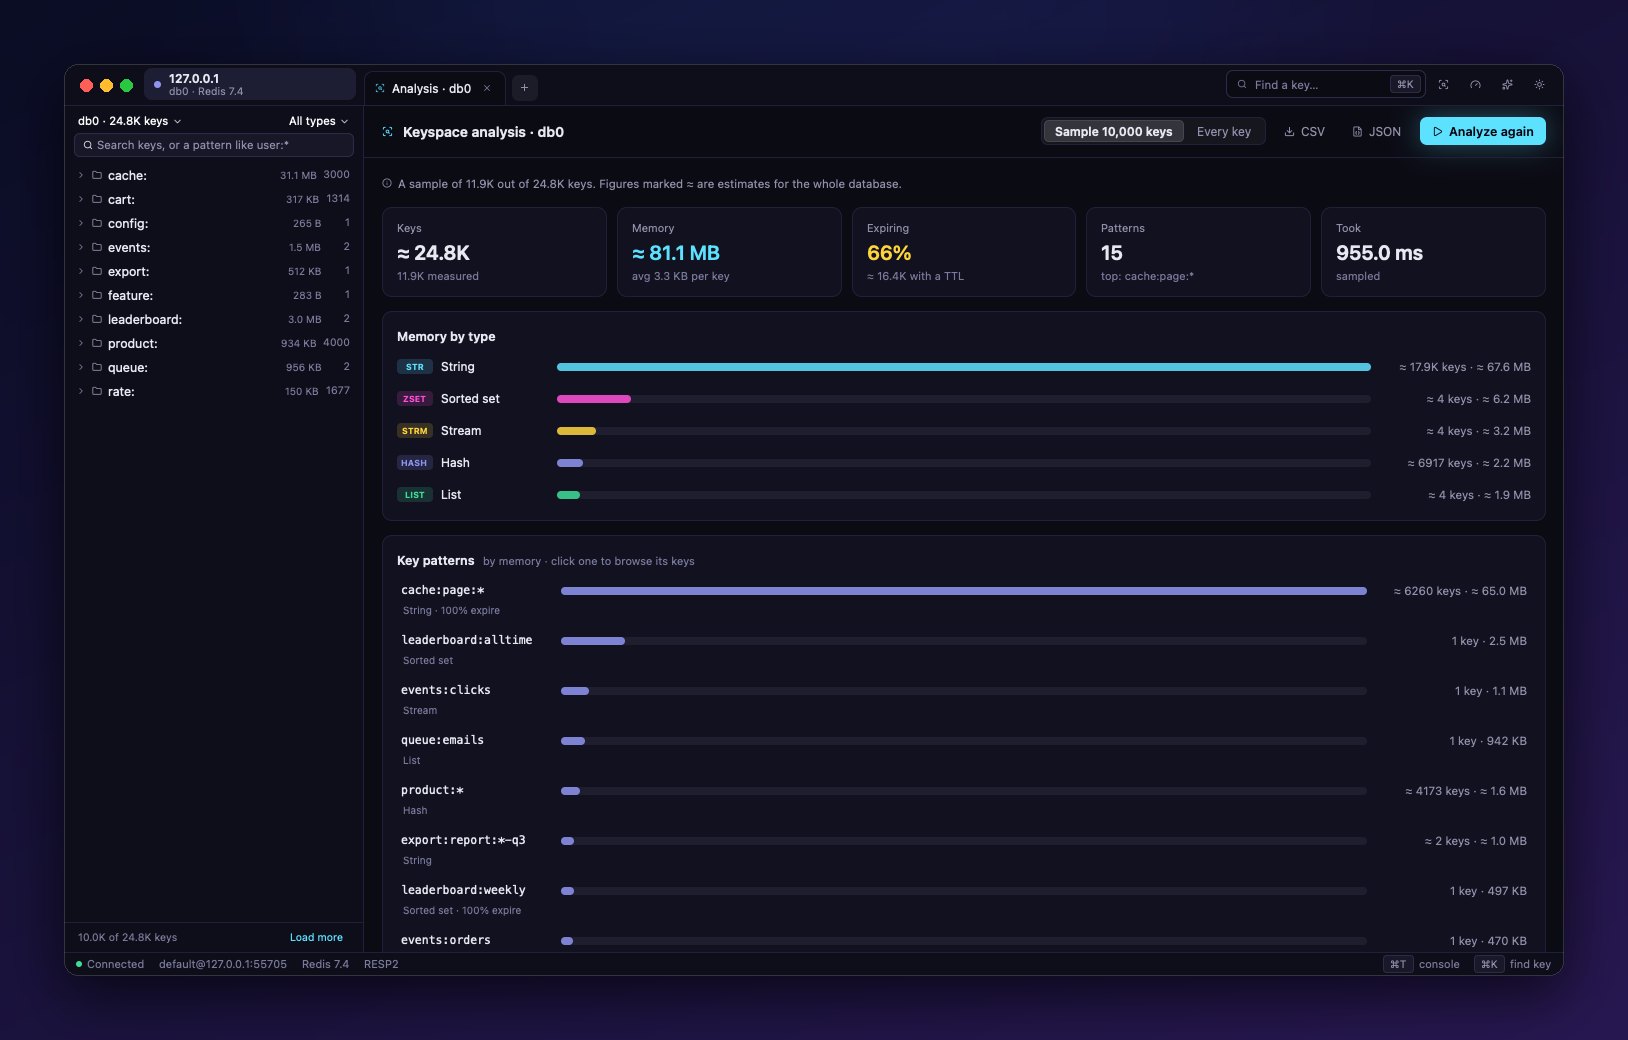 127.0.0.1
db0 · Redis 7.4
Analysis · db0
Find a key... ⌘K
db0 · 24.8K keys All types
Search keys, or a pattern like user:*
cache: 31.1 MB 3000
cart: 317 KB 1314
config: 265 B 1
events: 1.5 MB 2
export: 512 KB 1
feature: 283 B 1
leaderboard: 3.0 MB 2
product: 934 KB 4000
queue: 956 KB 2
rate: 150 KB 1677
10.0K of 24.8K keys Load more
Keyspace analysis · db0
Sample 10,000 keys Every key CSV JSON Analyze again
A sample of 11.9K out of 24.8K keys. Figures marked ≈ are estimates for the whole database.
Keys
≈ 24.8K
11.9K measured
Memory
≈ 81.1 MB
avg 3.3 KB per key
Expiring
66%
≈ 16.4K with a TTL
Patterns
15
top: cache:page:*
Took
955.0 ms
sampled
Memory by type
STR String ≈ 17.9K keys · ≈ 67.6 MB
ZSET Sorted set ≈ 4 keys · ≈ 6.2 MB
STRM Stream ≈ 4 keys · ≈ 3.2 MB
HASH Hash ≈ 6917 keys · ≈ 2.2 MB
LIST List ≈ 4 keys · ≈ 1.9 MB
Key patterns by memory · click one to browse its keys
cache:page:* ≈ 6260 keys · ≈ 65.0 MB
String · 100% expire
leaderboard:alltime 1 key · 2.5 MB
Sorted set
events:clicks 1 key · 1.1 MB
Stream
queue:emails 1 key · 942 KB
List
product:* ≈ 4173 keys · ≈ 1.6 MB
Hash
export:report:*-q3 ≈ 2 keys · ≈ 1.0 MB
String
leaderboard:weekly 1 key · 497 KB
Sorted set · 100% expire
events:orders 1 key · 470 KB
Connected default@127.0.0.1:55705 Redis 7.4 RESP2 ⌘T console ⌘K find key